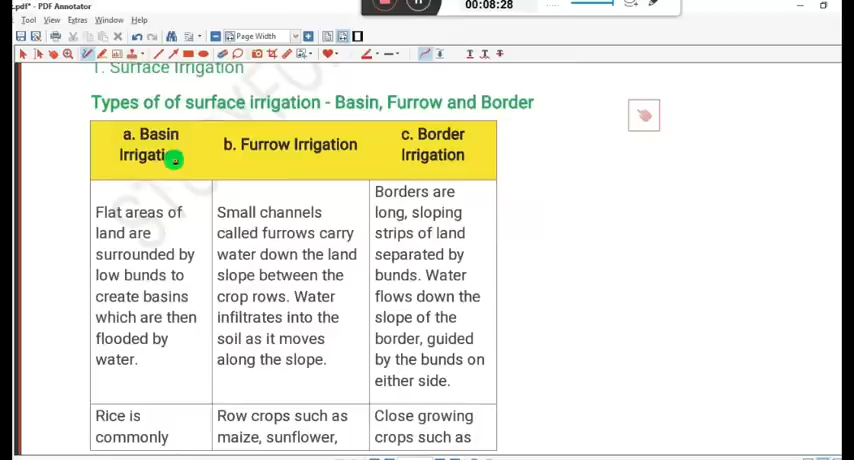 .pdf* - PDF Annotator
00:08:28
Tool View Extras Window Help
Page Width
1. Surface Irrigation
Types of of surface irrigation - Basin, Furrow and Border
a. Basin
Irrigati
b. Furrow Irrigation
c. Border
Irrigation
Flat areas of
land are
surrounded by
low bunds to
create basins
which are then
flooded by
water.
Small channels
called furrows carry
water down the land
slope between the
crop rows. Water
infiltrates into the
soil as it moves
along the slope.
Borders are
long, sloping
strips of land
separated by
bunds. Water
flows down the
slope of the
border, guided
by the bunds on
either side.
Rice is
commonly
Row crops such as
maize, sunflower,
Close growing
crops such as